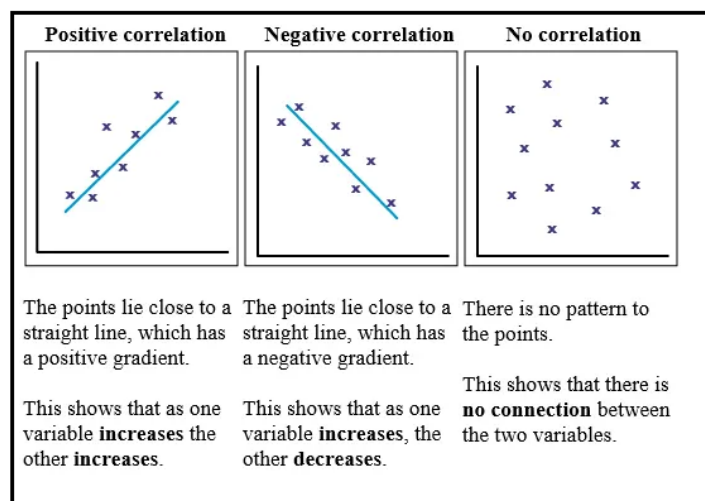 Positive correlation
Negative correlation
No correlation
The points lie close to a
straight line, which has
a positive gradient.
This shows that as one
variable increases the
other increases.
The points lie close to a
straight line, which has
a negative gradient.
This shows that as one
variable increases, the
other decreases.
There is no pattern to
the points.
This shows that there is
no connection between
the two variables.